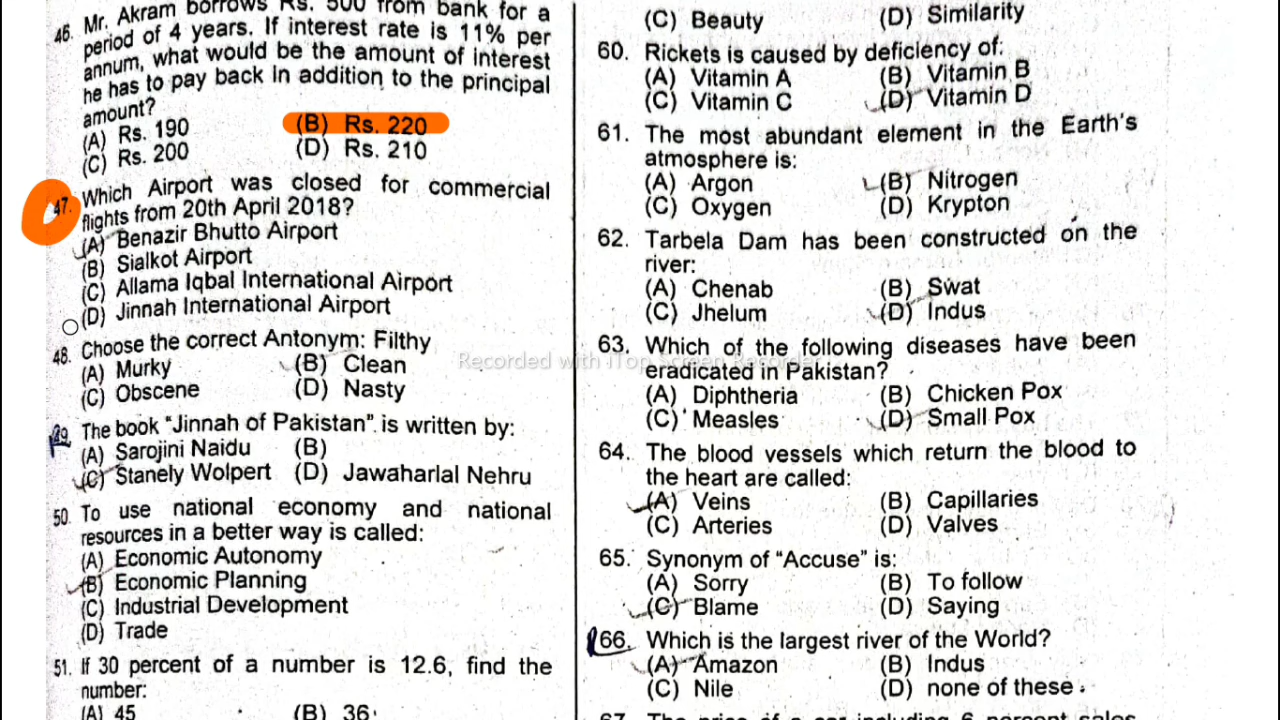 46. Mr. Akram borrows Rs. 500 from bank for a
period of 4 years. If interest rate is 11% per
annum, what would be the amount of interest
he has to pay back In addition to the principal
amount?
(A) Rs. 190 (B) Rs. 220
(C) Rs. 200 (D) Rs. 210
47. Which Airport was closed for commercial
flights from 20th April 2018?
(A) Benazir Bhutto Airport
(B) Sialkot Airport
(C) Allama Iqbal International Airport
(D) Jinnah International Airport
48. Choose the correct Antonym: Filthy
(A) Murky (B) Clean
(C) Obscene (D) Nasty
49. The book "Jinnah of Pakistan" is written by:
(A) Sarojini Naidu (B)
(C) Stanely Wolpert (D) Jawaharlal Nehru
50. To use national economy and national
resources in a better way is called:
(A) Economic Autonomy
(B) Economic Planning
(C) Industrial Development
(D) Trade
51. If 30 percent of a number is 12.6, find the
number:
(A) 45 (B) 36
(C) Beauty (D) Similarity
60. Rickets is caused by deficiency of:
(A) Vitamin A (B) Vitamin B
(C) Vitamin C (D) Vitamin D
61. The most abundant element in the Earth's
atmosphere is:
(A) Argon (B) Nitrogen
(C) Oxygen (D) Krypton
62. Tarbela Dam has been constructed on the
river:
(A) Chenab (B) Swat
(C) Jhelum (D) Indus
63. Which of the following diseases have been
eradicated in Pakistan?
(A) Diphtheria (B) Chicken Pox
(C) Measles (D) Small Pox
64. The blood vessels which return the blood to
the heart are called:
(A) Veins (B) Capillaries
(C) Arteries (D) Valves
65. Synonym of "Accuse" is:
(A) Sorry (B) To follow
(C) Blame (D) Saying
66. Which is the largest river of the World?
(A) Amazon (B) Indus
(C) Nile (D) none of these.
67. The price of a car including 6 percent sales
Recorded with iTop Screen Recorder